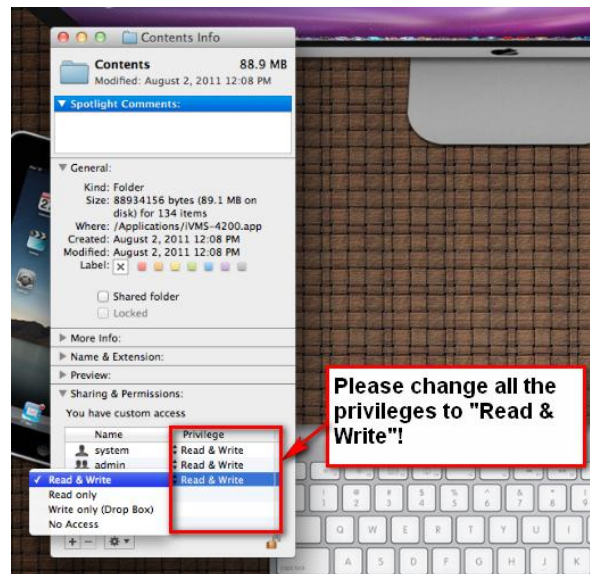 Contents Info
Contents 88.9 MB
Modified: August 2, 2011 12:08 PM
▼ Spotlight Comments:
▼ General:
Kind: Folder
Size: 88934156 bytes (89.1 MB on
disk) for 134 items
Where: /Applications/iVMS-4200.app
Created: August 2, 2011 12:08 PM
Modified: August 2, 2011 12:08 PM
Label:
Shared folder
Locked
▶ More Info:
▶ Name & Extension:
▶ Preview:
▼ Sharing & Permissions:
You have custom access
Name Privilege
system Read & Write
admin Read & Write
✓ Read & Write Read & Write
Read only
Write only (Drop Box)
No Access
Please change all the
privileges to "Read &
Write"!
Q W E R T Y U I
A S D F G H J K